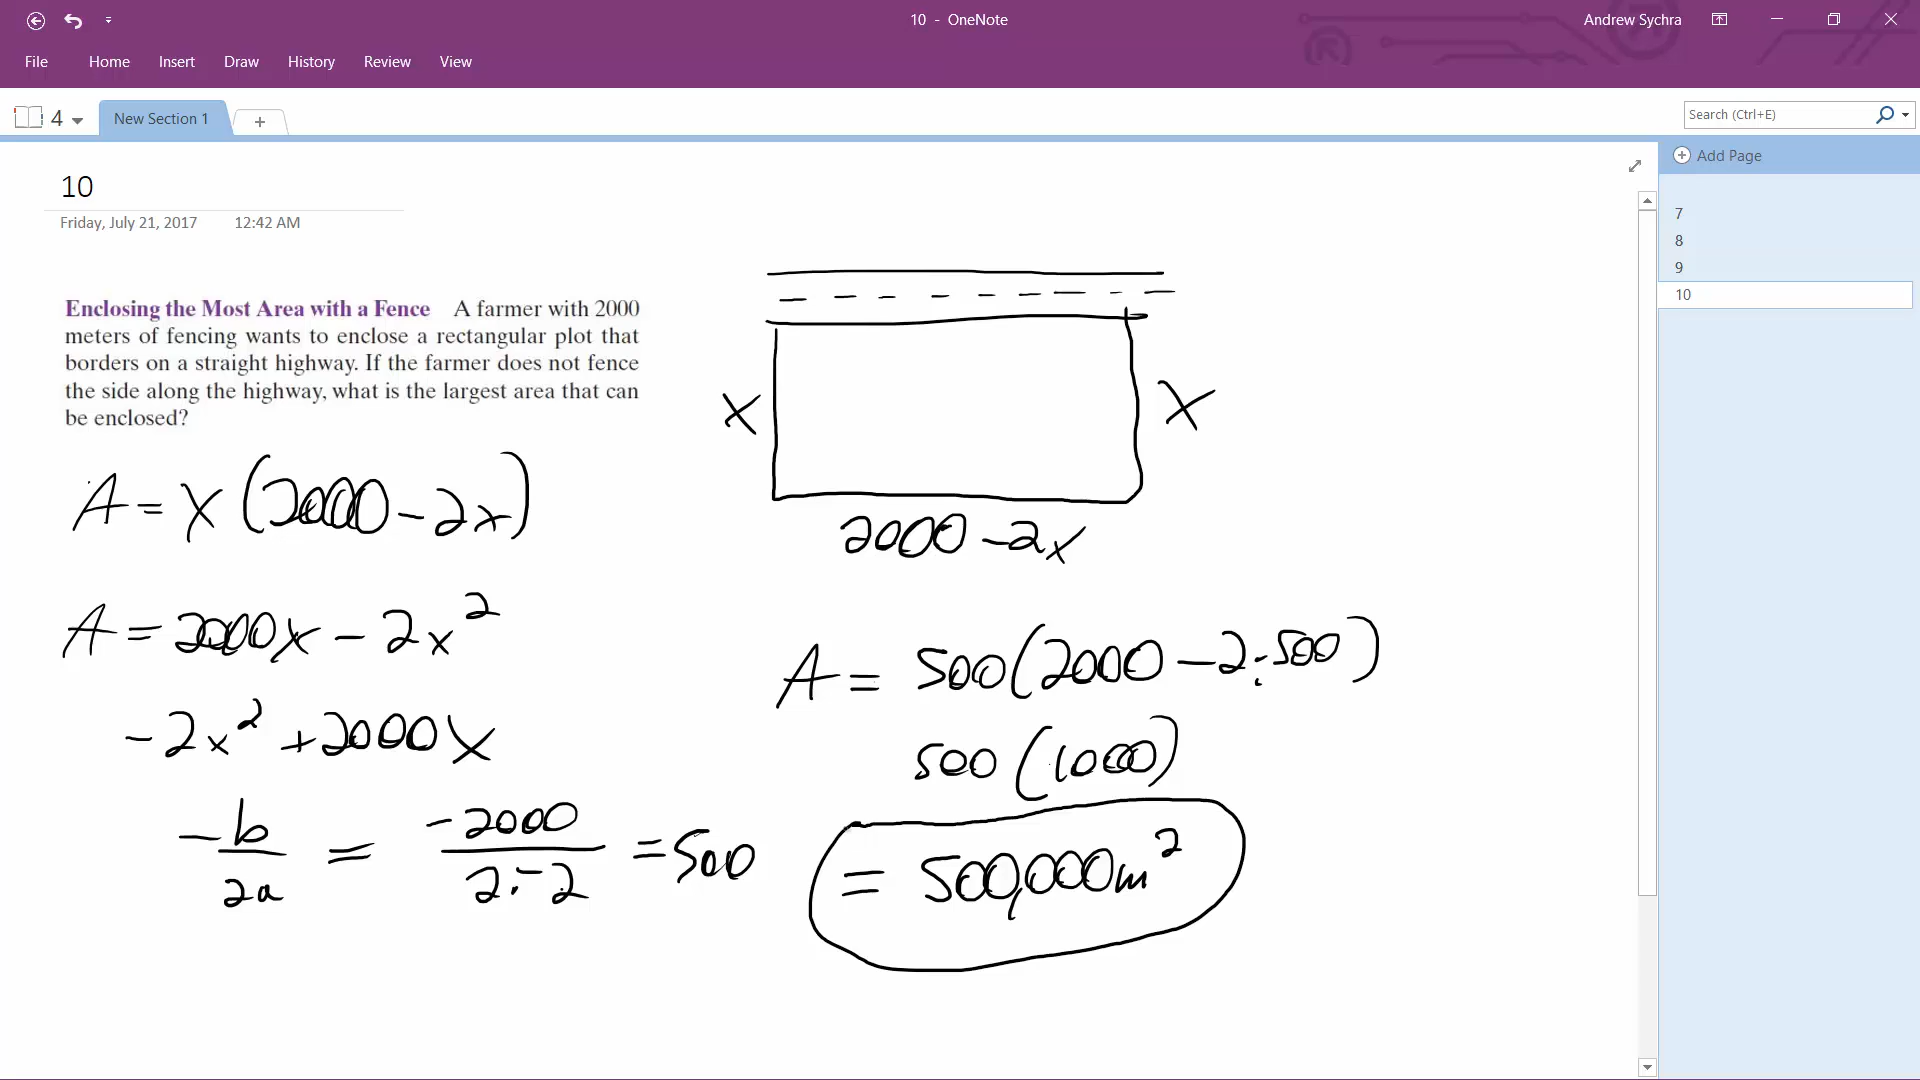 10 - OneNote
Andrew Sychra
File Home Insert Draw History Review View
4
New Section 1
+
Search (Ctrl+E)
Add Page
7
8
9
10
10
Friday, July 21, 2017 12:42 AM
Enclosing the Most Area with a Fence A farmer with 2000
meters of fencing wants to enclose a rectangular plot that
borders on a straight highway. If the farmer does not fence
the side along the highway, what is the largest area that can
be enclosed?
x
x
2000 - 2x
A = x(2000 - 2x)
A = 2000x - 2x²
-2x² + 2000x
-b/2a = -2000/2·-2 = 500
A = 500(2000 - 2·500)
500(1000)
= 500,000m²